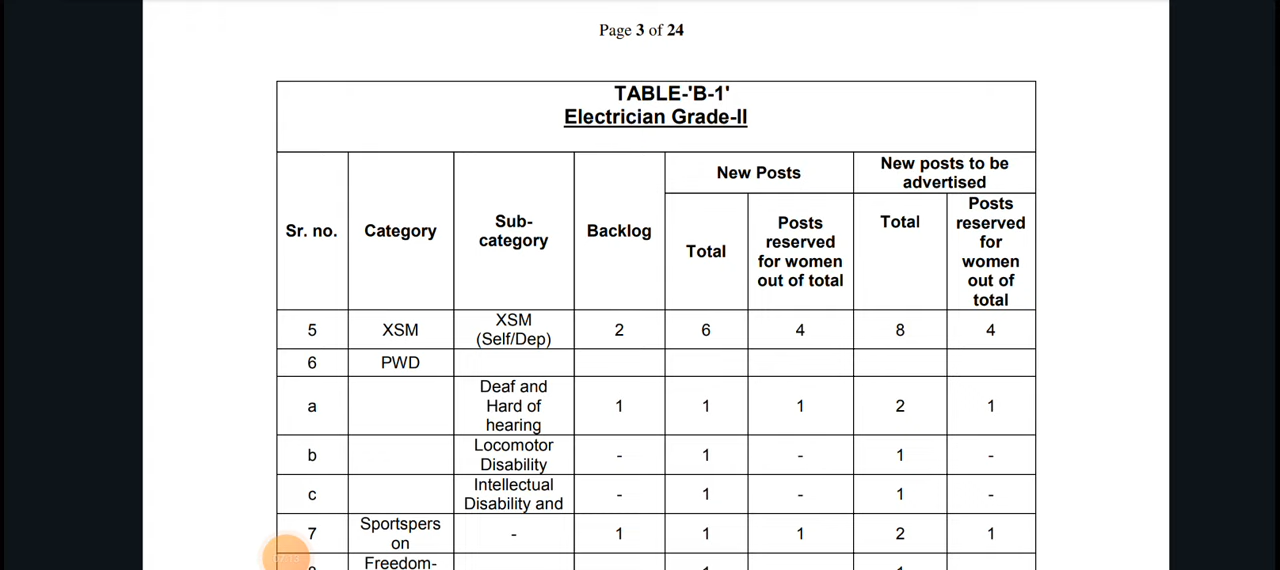 Page 3 of 24
TABLE-'B-1'
Electrician Grade-II
Sr. no. Category Sub-category Backlog New Posts New posts to be advertised
Total Posts reserved for women out of total Total Posts reserved for women out of total
5 XSM XSM (Self/Dep) 2 6 4 8 4
6 PWD
a Deaf and Hard of hearing 1 1 1 2 1
b Locomotor Disability - 1 - 1 -
c Intellectual Disability and - 1 - 1 -
7 Sportsperson - 1 1 1 2 1
Freedom-